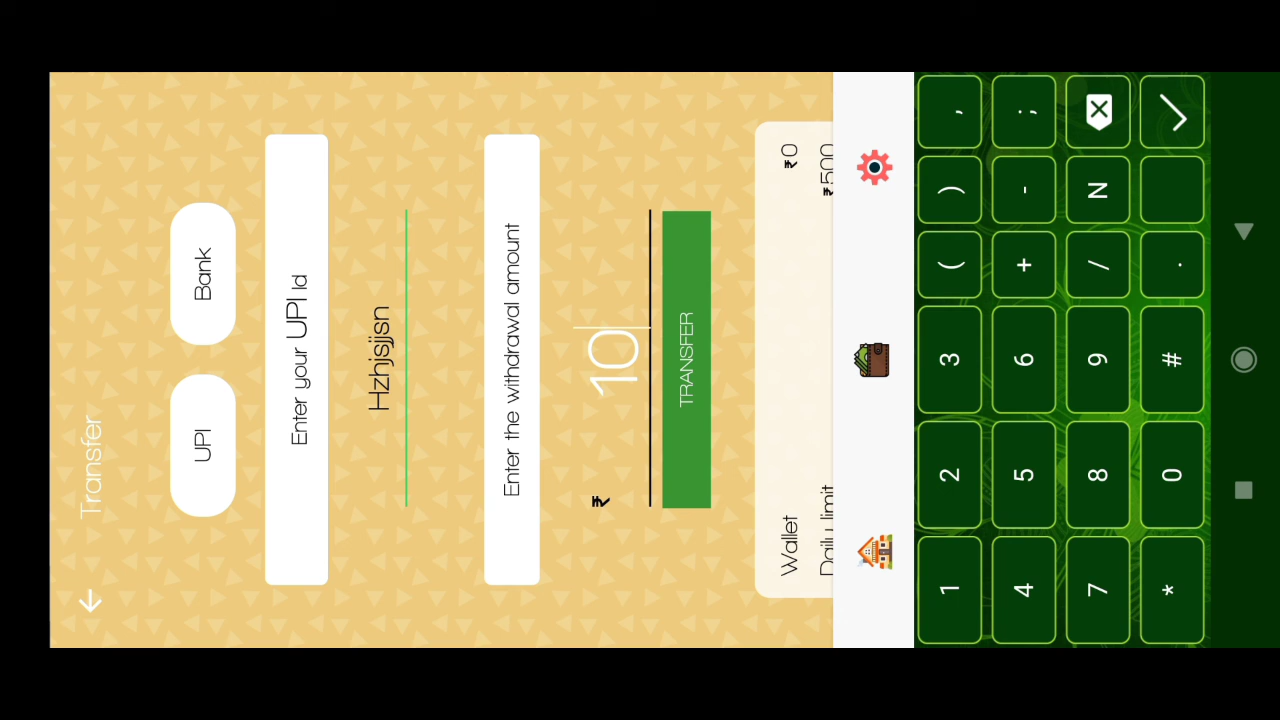 Transfer
UPI Bank
Enter your UPI Id
Hzhjsjjsn
Enter the withdrawal amount
₹ 10
TRANSFER
Wallet ₹0
Daily limit ₹500
1 2 3 ( ) ,
4 5 6 + - ;
7 8 9 / N
* 0 # .